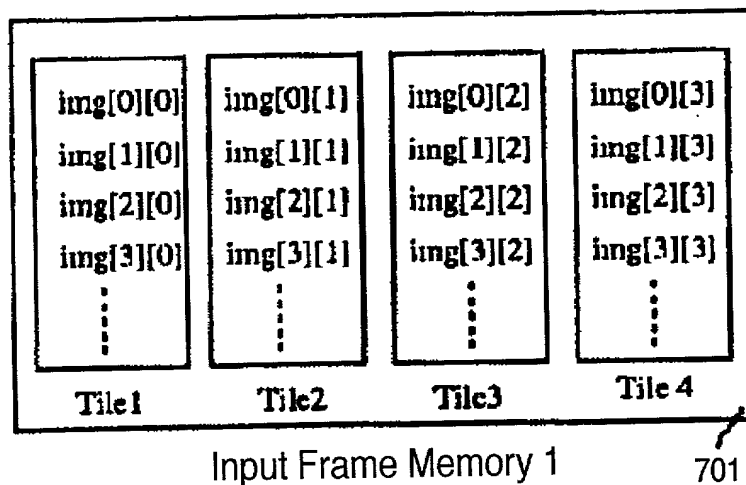 img[0][0] img[0][1] img[0][2] img[0][3]
img[1][0] img[1][1] img[1][2] img[1][3]
img[2][0] img[2][1] img[2][2] img[2][3]
img[3][0] img[3][1] img[3][2] img[3][3]
Tile1 Tile2 Tile3 Tile 4
Input Frame Memory 1 701